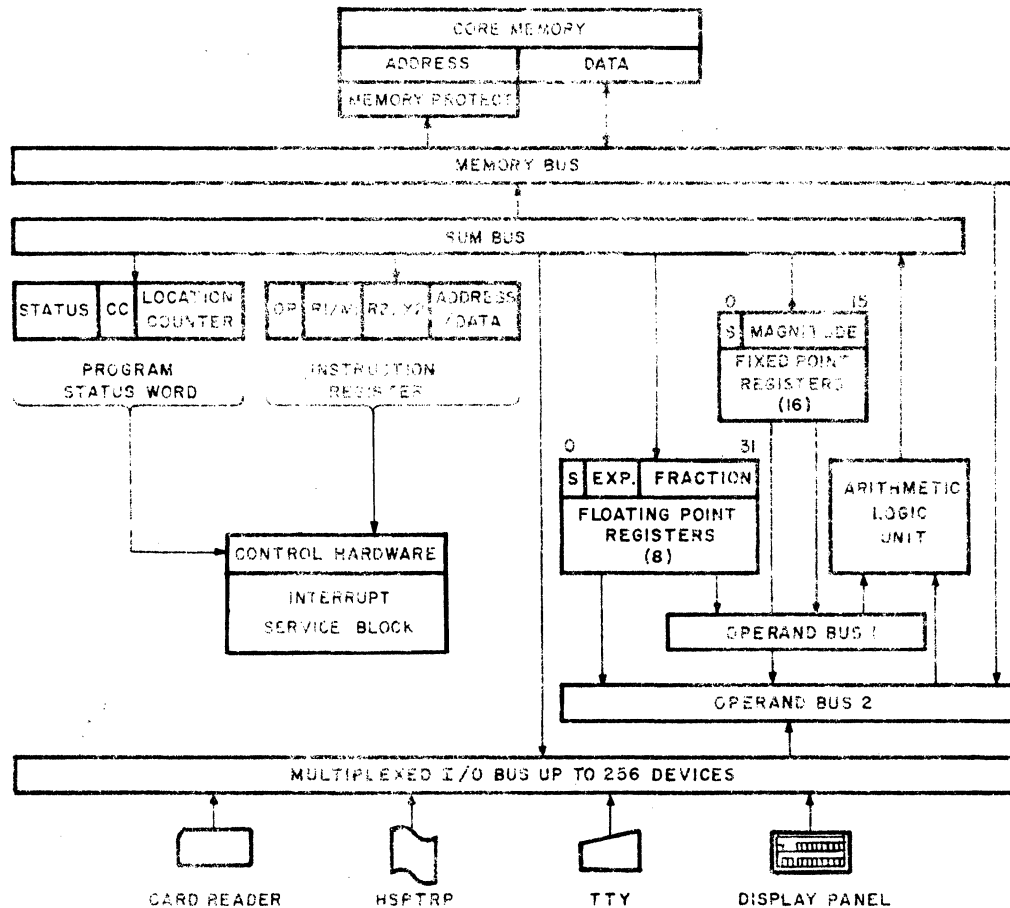 CORE MEMORY
ADDRESS DATA
MEMORY PROTECT
MEMORY BUS
SUM BUS
STATUS CC LOCATION COUNTER
OP R1/M1 R2/X2 ADDRESS /DATA
PROGRAM
STATUS WORD
INSTRUCTION
REGISTER
0 15
S MAGNITUDE
FIXED POINT
REGISTERS
(16)
0 31
S EXP. FRACTION
FLOATING POINT
REGISTERS
(8)
ARITHMETIC
LOGIC
UNIT
CONTROL HARDWARE
INTERRUPT
SERVICE BLOCK
OPERAND BUS 1
OPERAND BUS 2
MULTIPLEXED I/O BUS UP TO 256 DEVICES
CARD READER
HSPTRP
TTY
DISPLAY PANEL